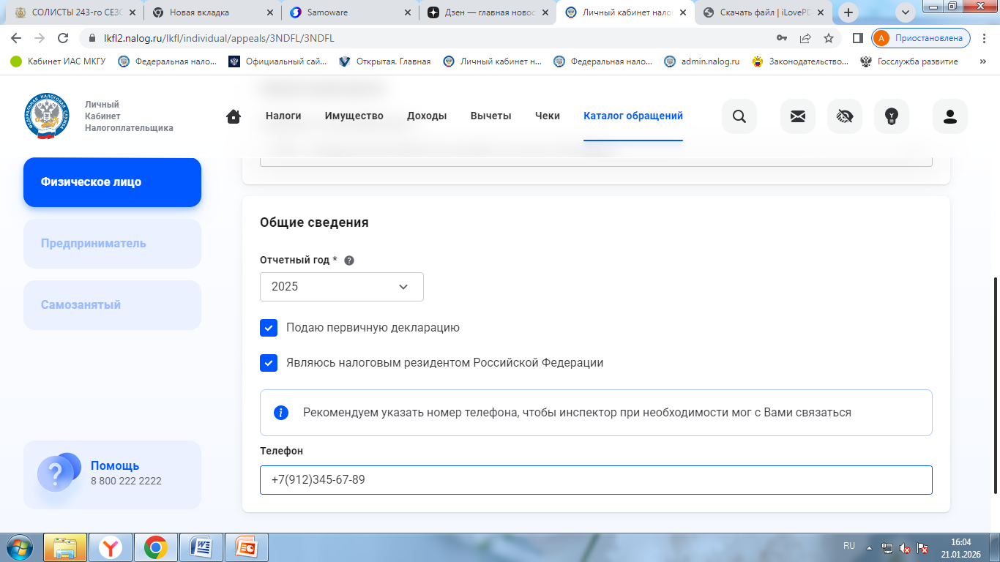 СОЛИСТЫ 243-го СЕЗО
Новая вкладка
Samoware
Дзен — главная новос
Личный кабинет нало
Скачать файл | iLovePD
lkfl2.nalog.ru/lkfl/individual/appeals/3NDFL/3NDFL
А
Приостановлена
Кабинет ИАС МКГУ
Федеральная нало...
Официальный сай...
Открытая. Главная
Личный кабинет н...
Федеральная нало...
admin.nalog.ru
Законодательство...
Госслужба развитие
»
ФЕДЕРАЛЬНАЯ НАЛОГОВАЯ СЛУЖБА
Личный
Кабинет
Налогоплательщика
Налоги
Имущество
Доходы
Вычеты
Чеки
Каталог обращений
Физическое лицо
Предприниматель
Самозанятый
Общие сведения
Отчетный год *
2025
Подаю первичную декларацию
Являюсь налоговым резидентом Российской Федерации
Рекомендуем указать номер телефона, чтобы инспектор при необходимости мог с Вами связаться
Телефон
+7(912)345-67-89
Помощь
8 800 222 2222
RU
16:04
21.01.2026